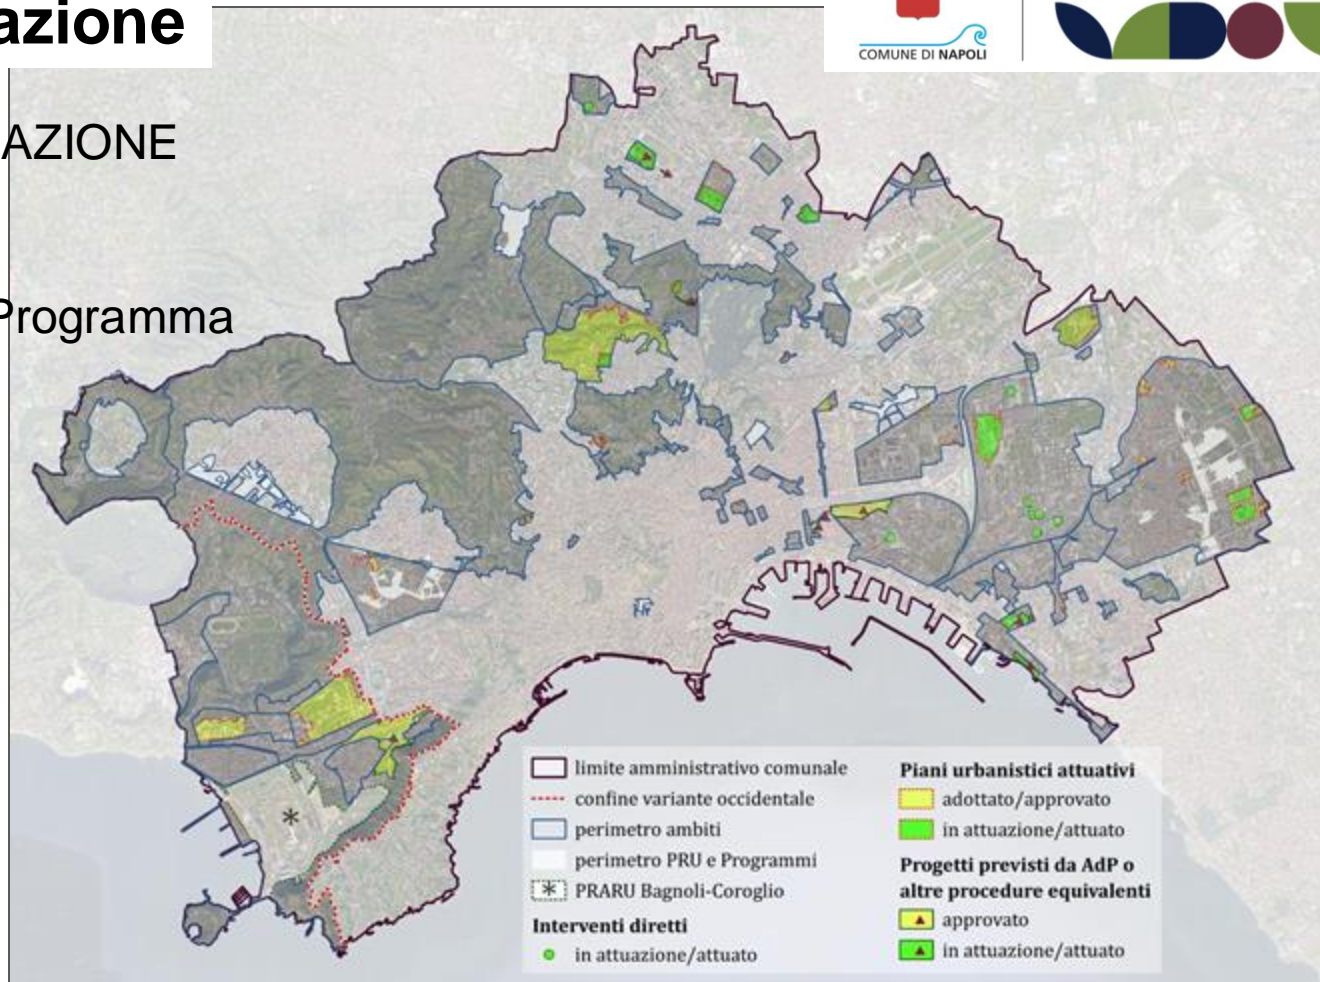 azione
COMUNE DI NAPOLI
AZIONE
Programma
limite amministrativo comunale
confine variante occidentale
perimetro ambiti
perimetro PRU e Programmi
* PRARU Bagnoli-Coroglio
Interventi diretti
in attuazione/attuato
Piani urbanistici attuativi
adottato/approvato
in attuazione/attuato
Progetti previsti da AdP o
altre procedure equivalenti
approvato
in attuazione/attuato